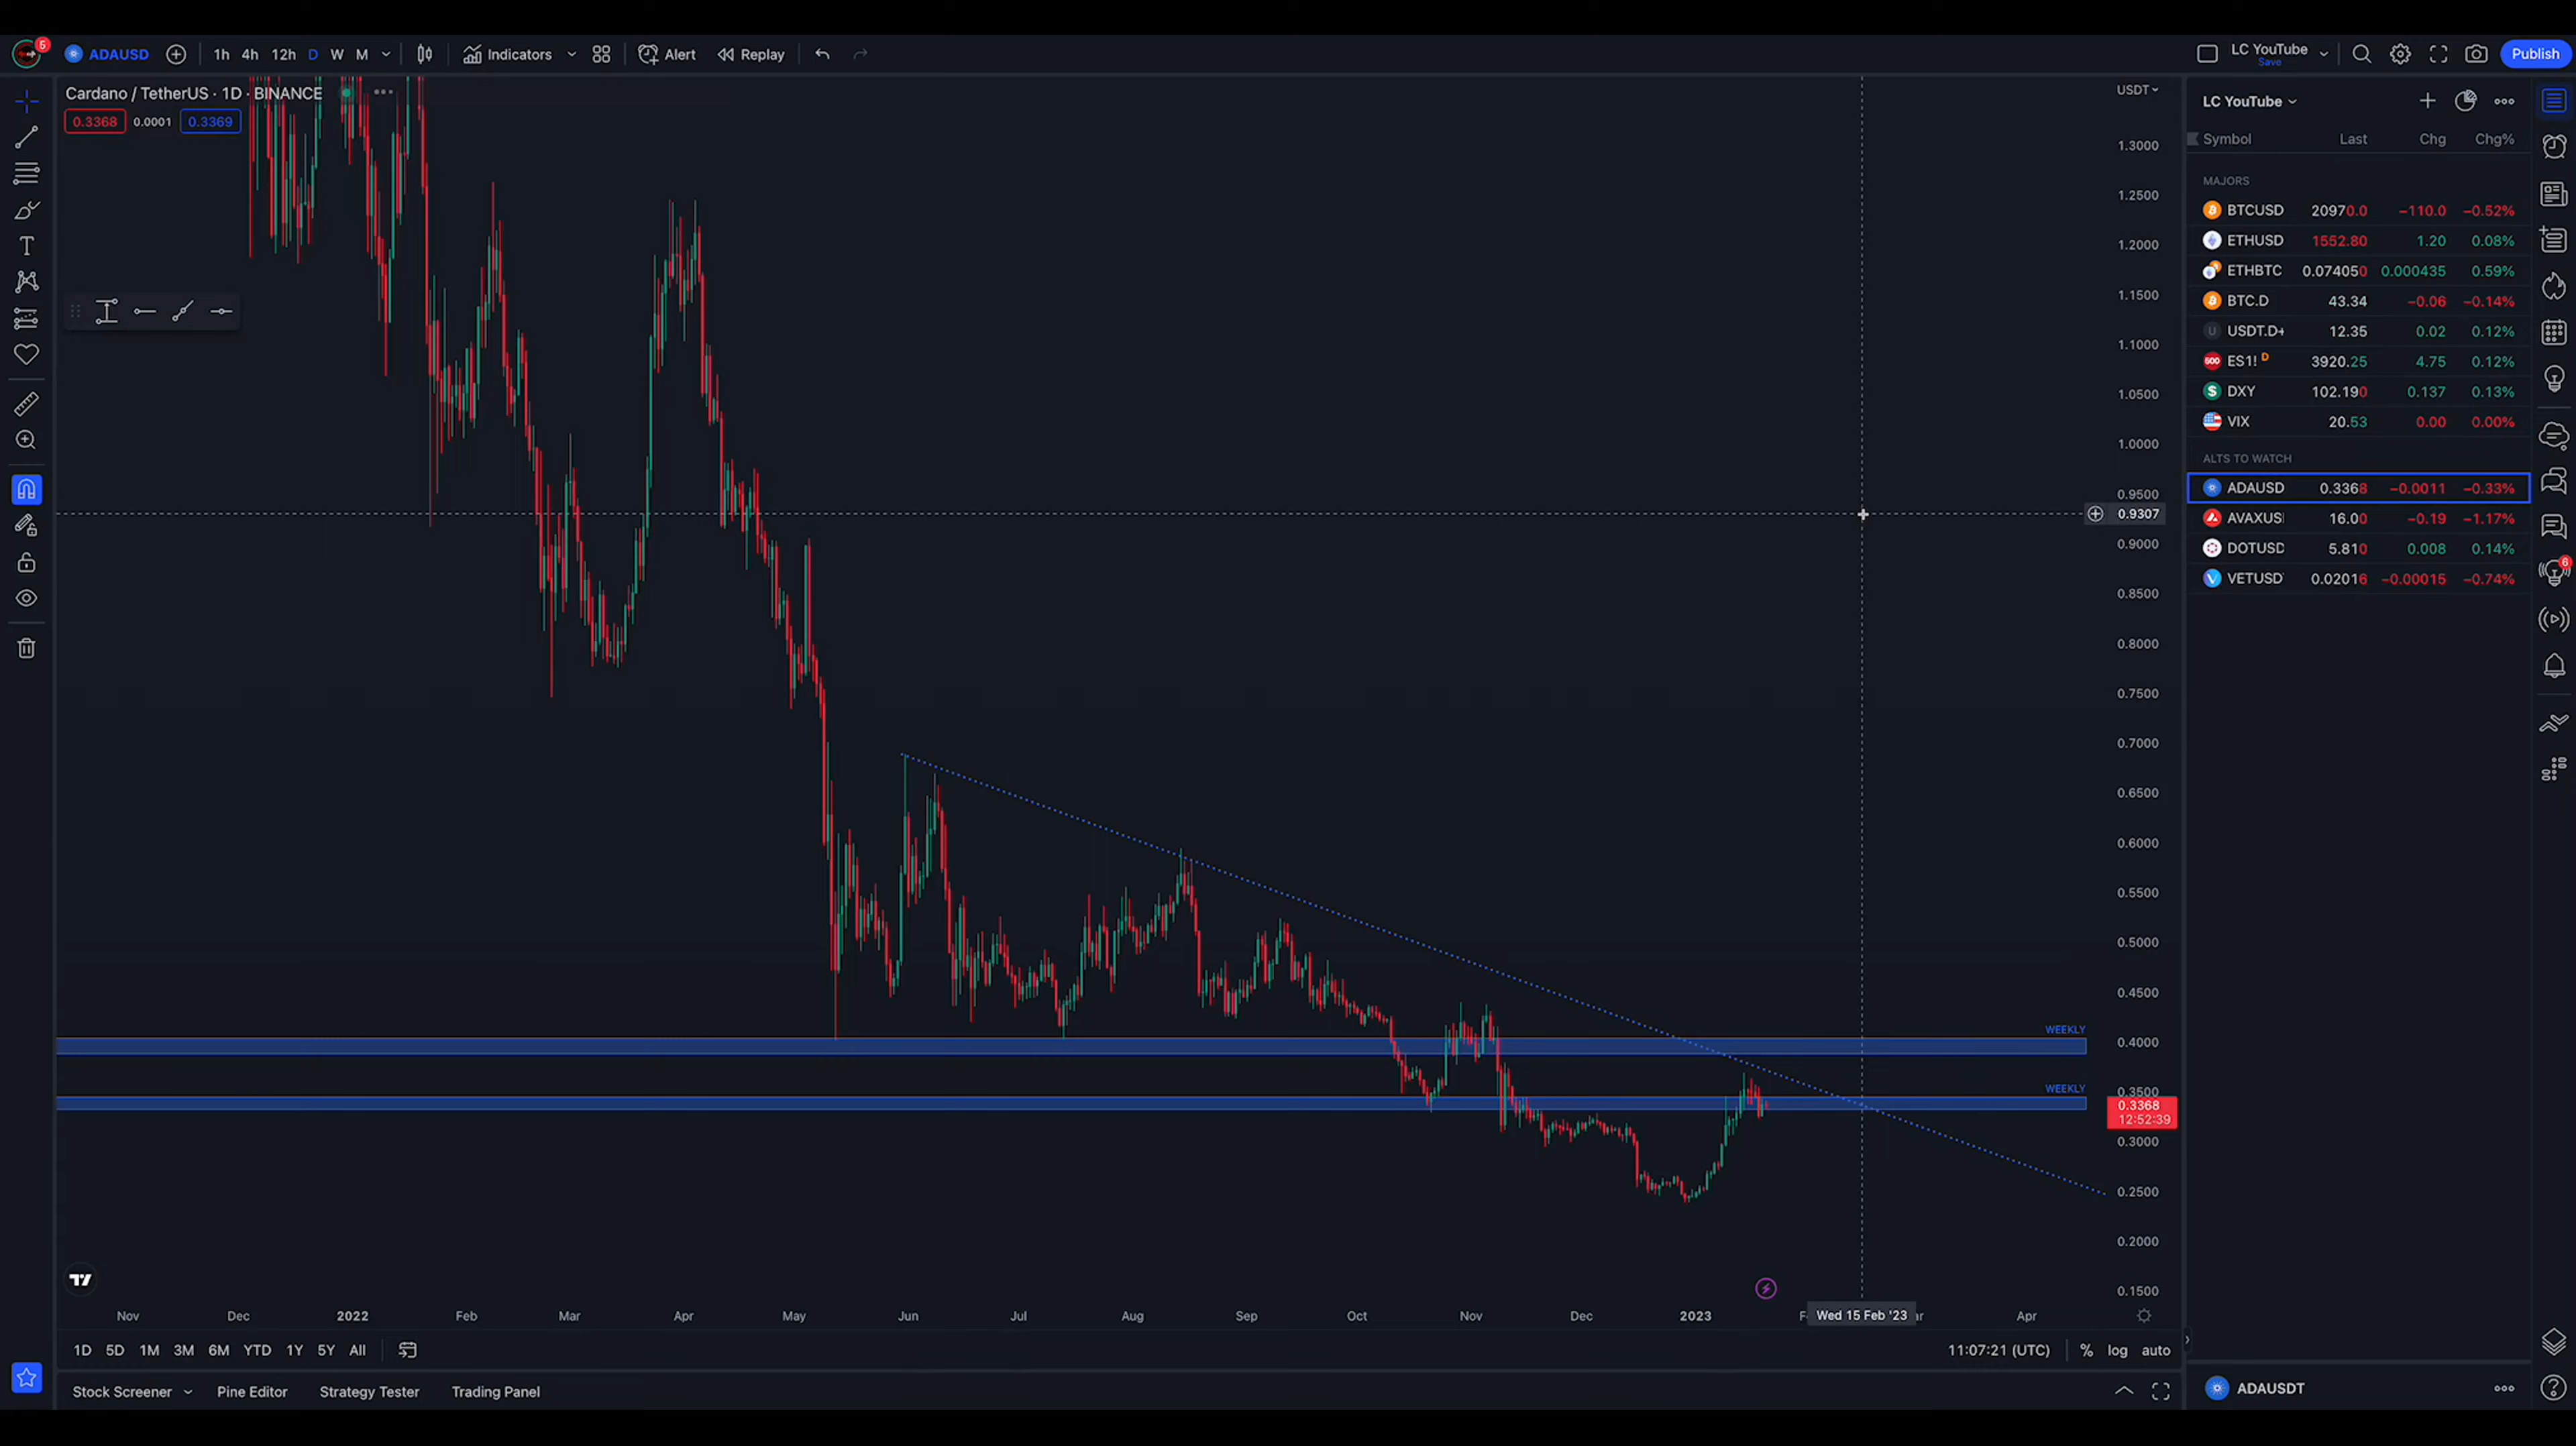 5
ADAUSD
1h 4h 12h D W M
Indicators
Alert
Replay
LC YouTube
Save
Publish
Cardano / TetherUS · 1D · BINANCE
0.3368 0.0001 0.3369
USDT
1.3000
1.2500
1.2000
1.1500
1.1000
1.0500
1.0000
0.9500
0.9307
0.9000
0.8500
0.8000
0.7500
0.7000
0.6500
0.6000
0.5500
0.5000
0.4500
WEEKLY
0.4000
WEEKLY
0.3500
0.3368
12:52:39
0.3000
0.2500
0.2000
0.1500
Nov Dec 2022 Feb Mar Apr May Jun Jul Aug Sep Oct Nov Dec 2023 Wed 15 Feb '23 Apr
1D 5D 1M 3M 6M YTD 1Y 5Y All
11:07:21 (UTC) % log auto
Stock Screener Pine Editor Strategy Tester Trading Panel
LC YouTube
Symbol Last Chg Chg%
MAJORS
BTCUSD 20970.0 −110.0 −0.52%
ETHUSD 1552.80 1.20 0.08%
ETHBTC 0.074050 0.000435 0.59%
BTC.D 43.34 −0.06 −0.14%
USDT.D+ 12.35 0.02 0.12%
500 ES1! D 3920.25 4.75 0.12%
DXY 102.190 0.137 0.13%
VIX 20.53 0.00 0.00%
ALTS TO WATCH
ADAUSD 0.3368 −0.0011 −0.33%
AVAXUSI 16.00 −0.19 −1.17%
DOTUSD 5.810 0.008 0.14%
VETUSD 0.02016 −0.00015 −0.74%
6
ADAUSDT